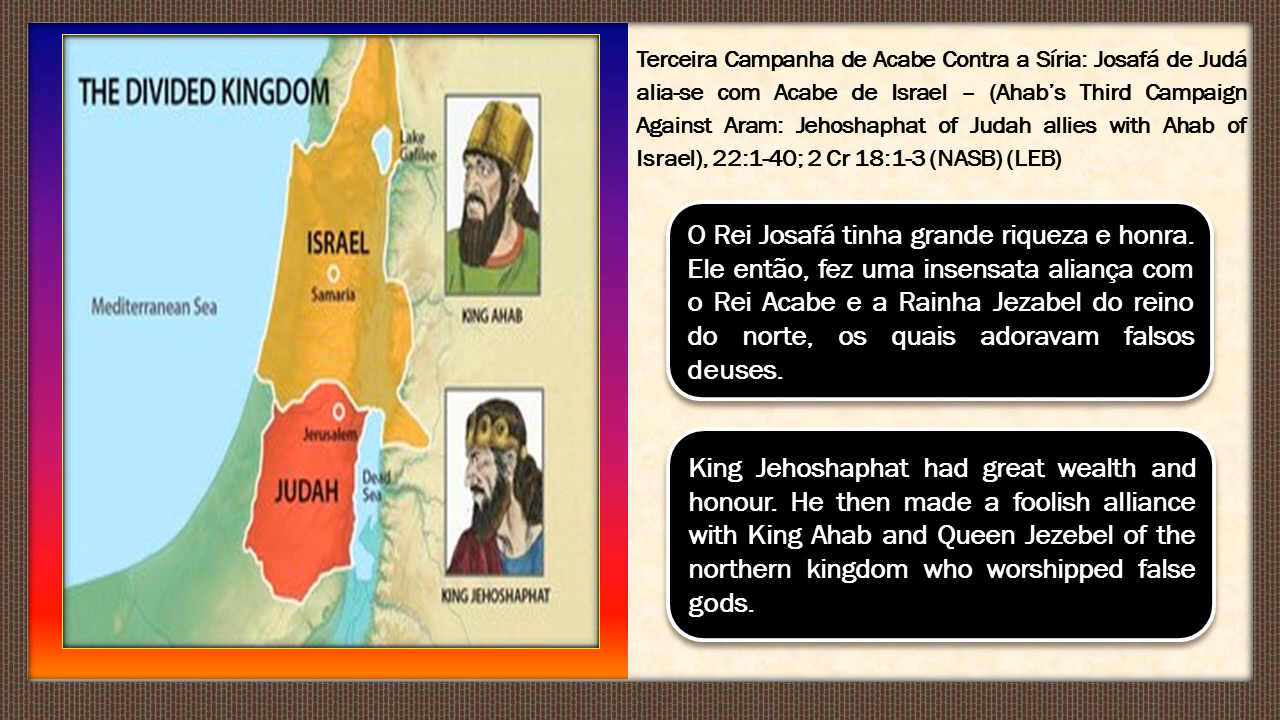 THE DIVIDED KINGDOM
Lake
Galilee
ISRAEL
Samaria
Mediterranean Sea
KING AHAB
Jerusalem
JUDAH
Dead
Sea
KING JEHOSHAPHAT
Terceira Campanha de Acabe Contra a Síria: Josafá de Judá
alia-se com Acabe de Israel – (Ahab’s Third Campaign
Against Aram: Jehoshaphat of Judah allies with Ahab of
Israel), 22:1-40; 2 Cr 18:1-3 (NASB) (LEB)
O Rei Josafá tinha grande riqueza e honra.
Ele então, fez uma insensata aliança com
o Rei Acabe e a Rainha Jezabel do reino
do norte, os quais adoravam falsos
deuses.
King Jehoshaphat had great wealth and
honour. He then made a foolish alliance
with King Ahab and Queen Jezebel of the
northern kingdom who worshipped false
gods.